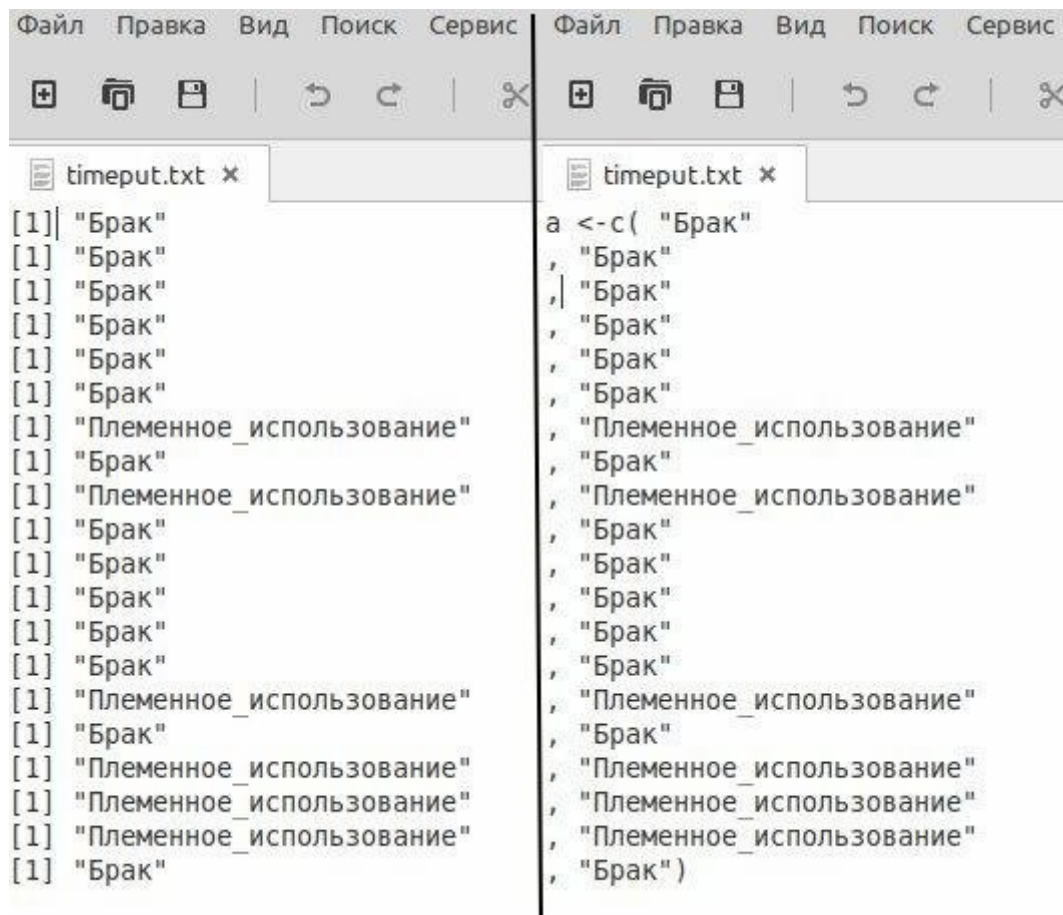 Файл Правка Вид Поиск Сервис
timeput.txt
[1] "Брак"
[1] "Брак"
[1] "Брак"
[1] "Брак"
[1] "Брак"
[1] "Брак"
[1] "Племенное_использование"
[1] "Брак"
[1] "Племенное_использование"
[1] "Брак"
[1] "Брак"
[1] "Брак"
[1] "Брак"
[1] "Брак"
[1] "Племенное_использование"
[1] "Брак"
[1] "Племенное_использование"
[1] "Племенное_использование"
[1] "Племенное_использование"
[1] "Брак"
Файл Правка Вид Поиск Сервис
timeput.txt
a <-c( "Брак"
, "Брак"
, "Брак"
, "Брак"
, "Брак"
, "Брак"
, "Племенное_использование"
, "Брак"
, "Племенное_использование"
, "Брак"
, "Брак"
, "Брак"
, "Брак"
, "Брак"
, "Племенное_использование"
, "Брак"
, "Племенное_использование"
, "Племенное_использование"
, "Племенное_использование"
, "Брак")